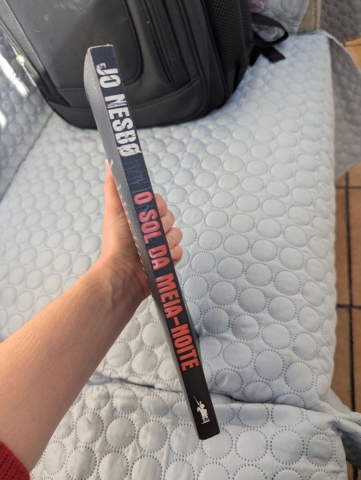 JO NESBØ
O SOL DA MEIA-NOITE